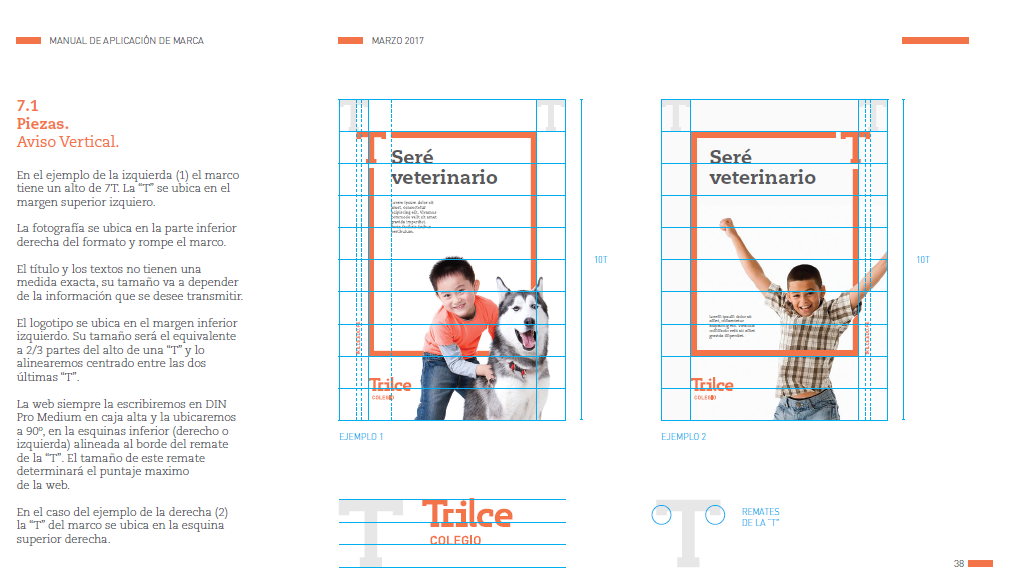 MANUAL DE APLICACIÓN DE MARCA
MARZO 2017
7.1
Piezas.
Aviso Vertical.
En el ejemplo de la izquierda (1) el marco
tiene un alto de 7T. La “T” se ubica en el
margen superior izquiero.
La fotografía se ubica en la parte inferior
derecha del formato y rompe el marco.
El título y los textos no tienen una
medida exacta, su tamaño va a depender
de la información que se desee transmitir.
El logotipo se ubica en el margen inferior
izquierdo. Su tamaño será el equivalente
a 2/3 partes del alto de una “T” y lo
alinearemos centrado entre las dos
últimas “T”.
La web siempre la escribiremos en DIN
Pro Medium en caja alta y la ubicaremos
a 90º, en la esquinas inferior (derecho o
izquierda) alineada al borde del remate
de la “T”. El tamaño de este remate
determinará el puntaje maximo
de la web.
En el caso del ejemplo de la derecha (2)
la “T” del marco se ubica en la esquina
superior derecha.
T
T
T
Seré
veterinario
10T
Trilce
COLEGIO
EJEMPLO 1
T
T
T
Seré
veterinario
10T
Trilce
COLEGIO
EJEMPLO 2
T
Trilce
COLEGIO
T
REMATES
DE LA “T”
38